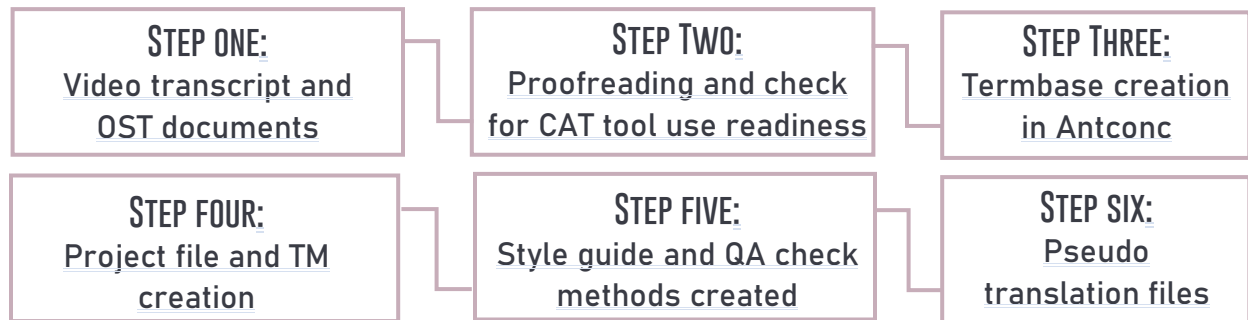 STEP ONE:
Video transcript and
OST documents
STEP TWO:
Proofreading and check
for CAT tool use readiness
STEP THREE:
Termbase creation
in Antconc
STEP FOUR:
Project file and TM
creation
STEP FIVE:
Style guide and QA check
methods created
STEP SIX:
Pseudo
translation files